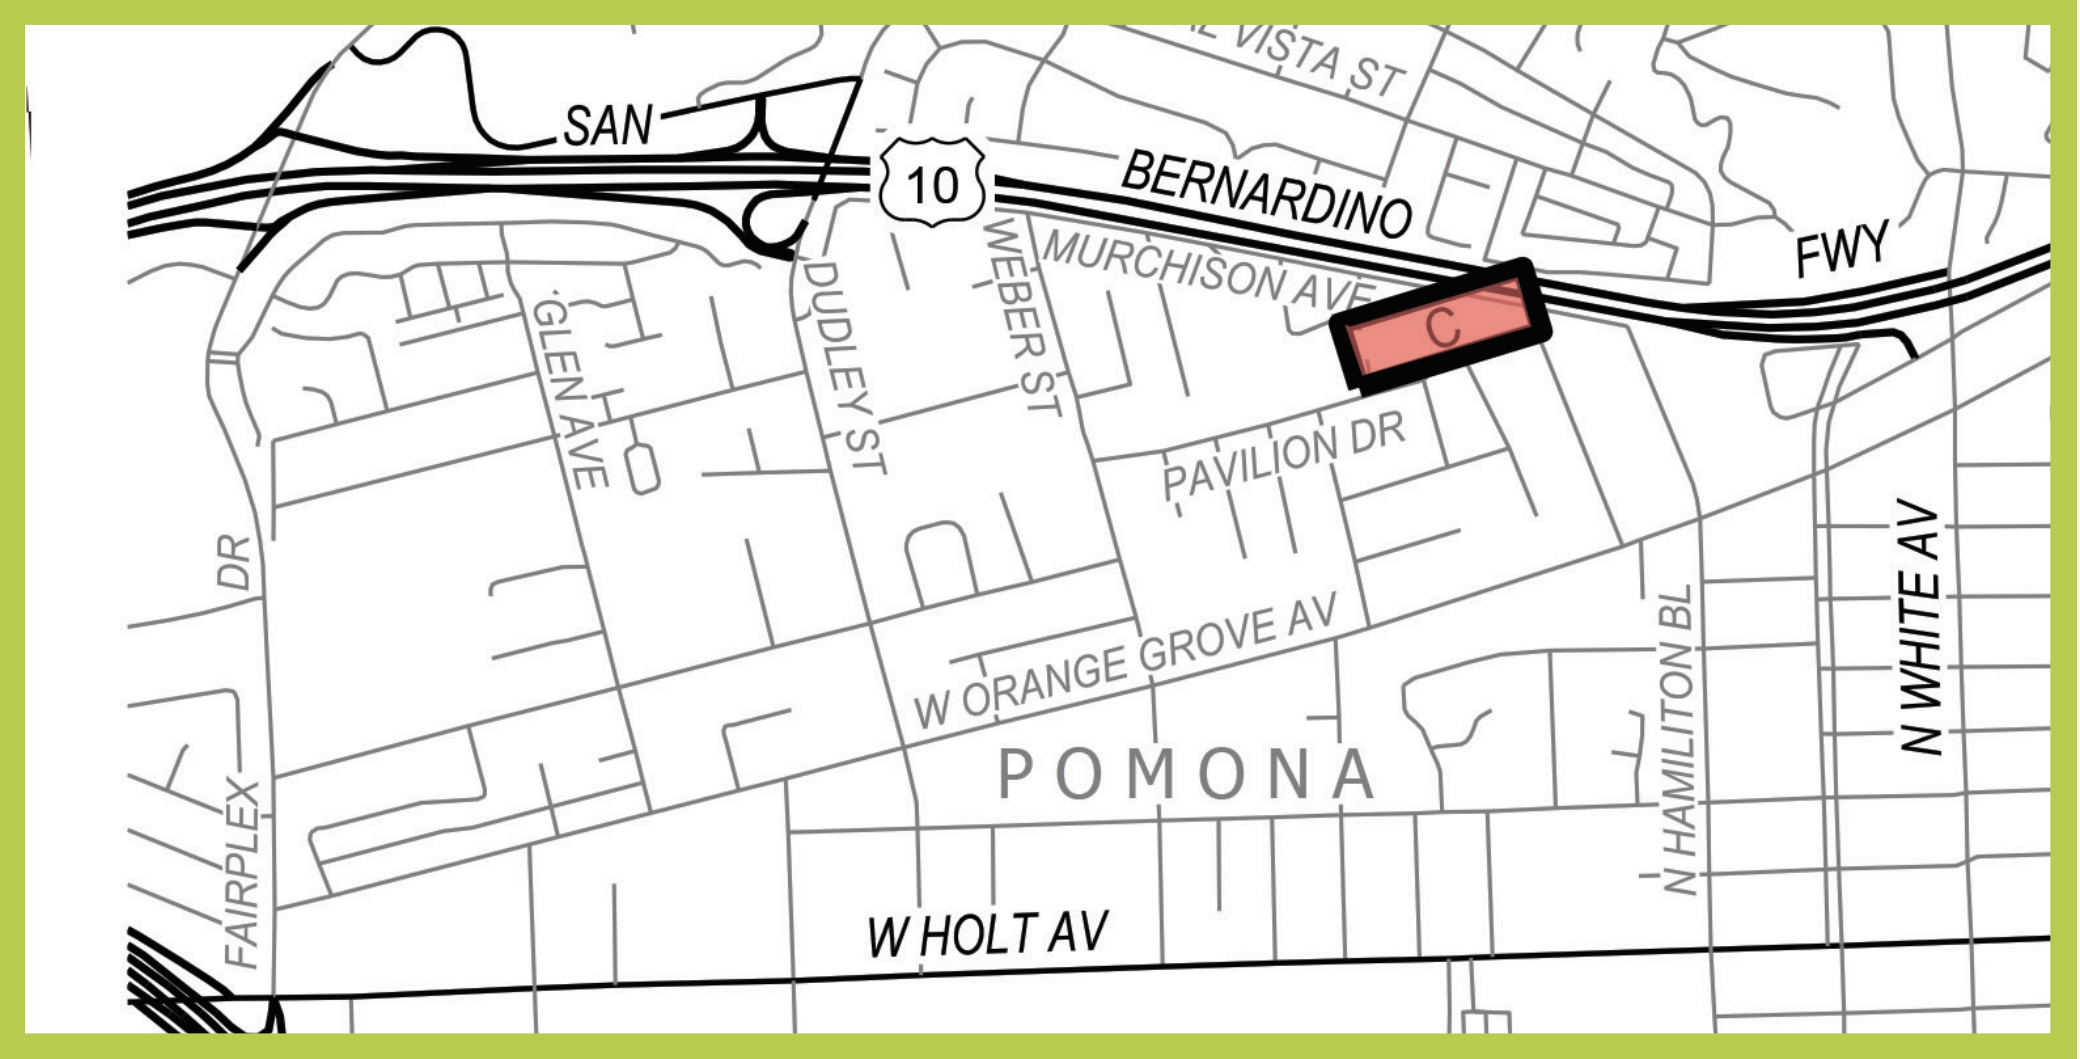 VISTA ST
SAN
10
BERNARDINO
FWY
MURCHISON AVE
C
WEBER ST
DUDLEY ST
GLEN AVE
PAVILION DR
DR
FAIRPLEX
W ORANGE GROVE AV
N WHITE AV
N HAMILITON BL
POMONA
W HOLT AV